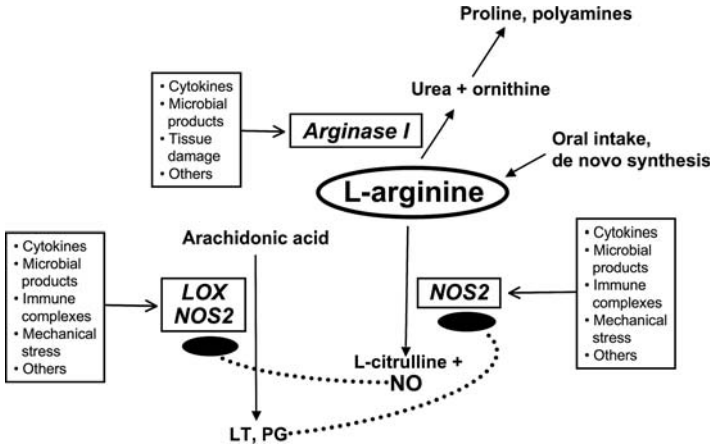 Proline, polyamines
Urea + ornithine
• Cytokines
• Microbial
products
• Tissue
damage
• Others
Arginase I
Oral intake,
de novo synthesis
L-arginine
Arachidonic acid
• Cytokines
• Microbial
products
• Immune
complexes
• Mechanical
stress
• Others
LOX
NOS2
NOS2
• Cytokines
• Microbial
products
• Immune
complexes
• Mechanical
stress
• Others
L-citrulline +
NO
LT, PG